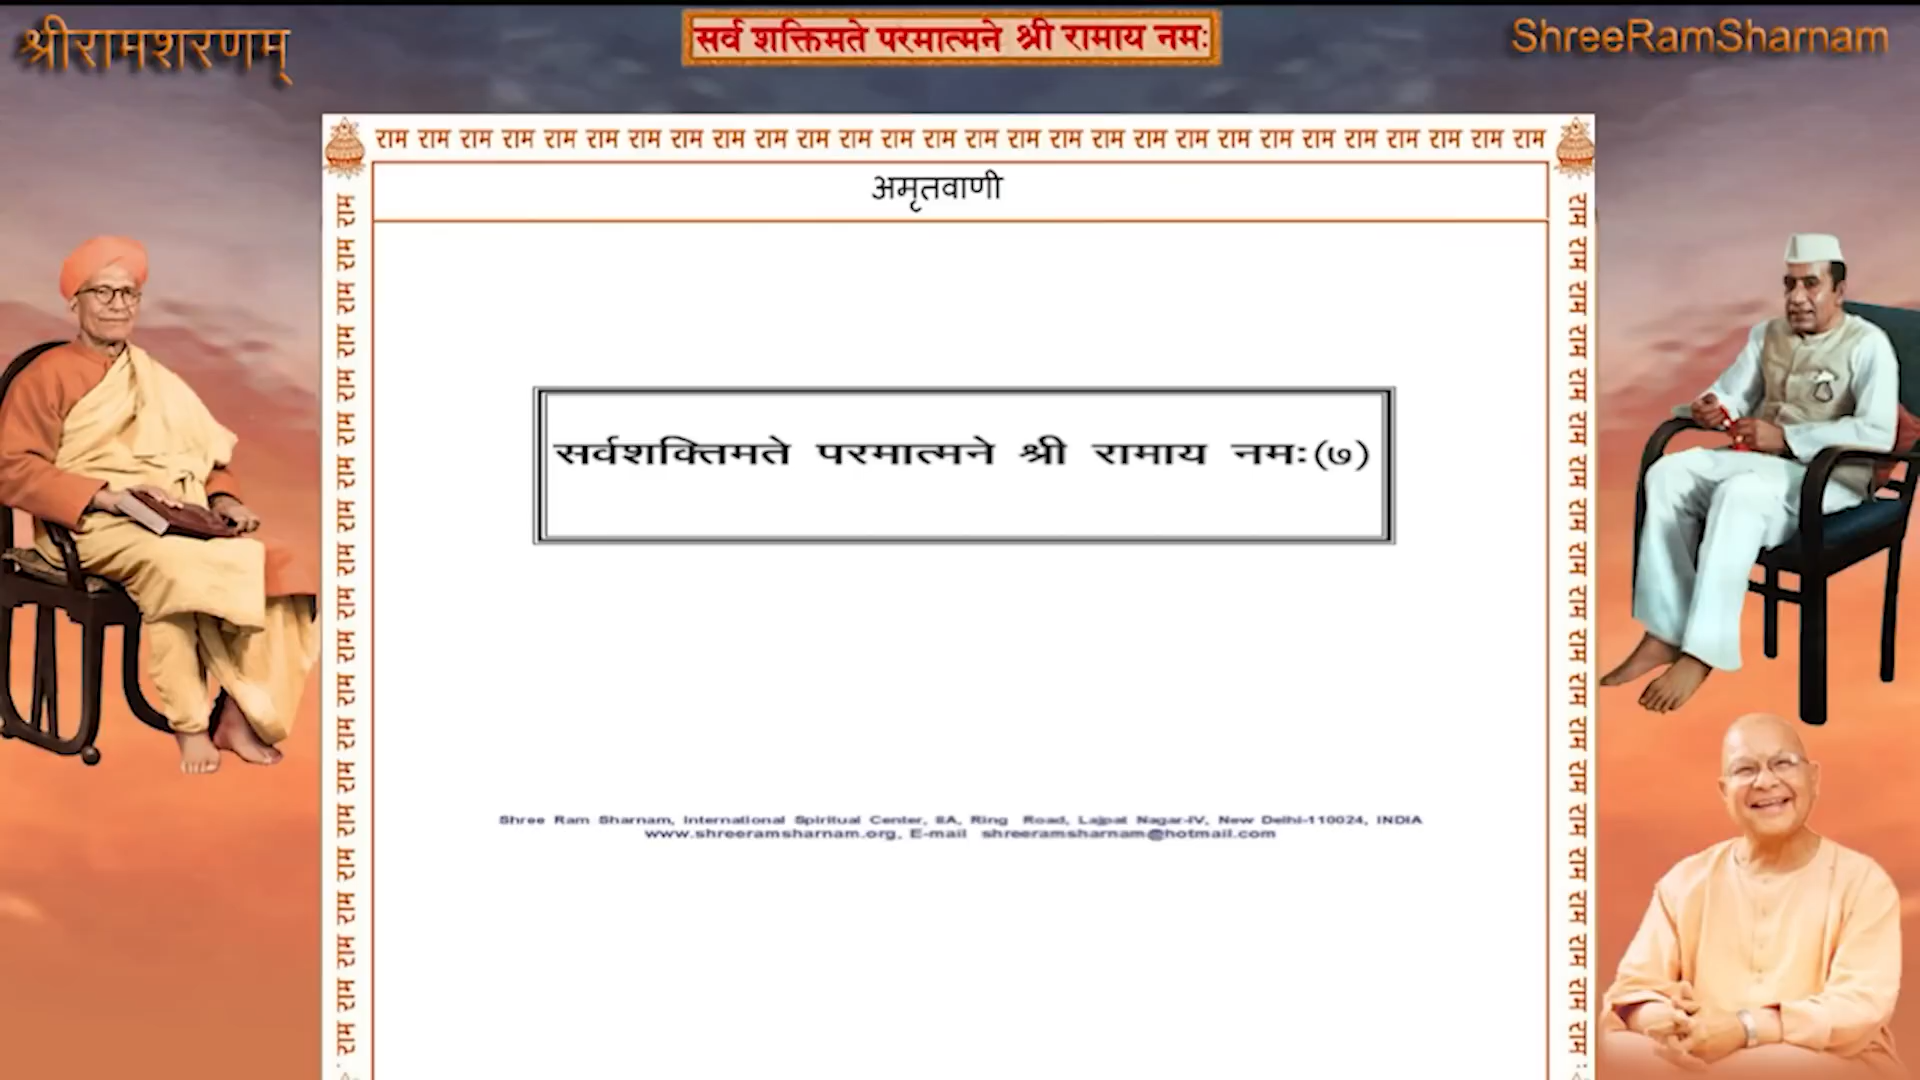 श्रीरामशरणम्
सर्व शक्तिमते परमात्मने श्री रामाय नमः
ShreeRamSharnam
राम राम राम राम राम राम राम राम राम राम राम राम राम राम राम राम राम राम राम राम राम राम राम राम राम राम राम राम
अमृतवाणी
राम राम राम राम राम राम राम राम राम राम राम राम राम राम राम राम राम राम राम राम
राम राम राम राम राम राम राम राम राम राम राम राम राम राम राम राम राम राम राम राम
सर्वशक्तिमते परमात्मने श्री रामाय नमः(७)
Shree Ram Sharnam, International Spiritual Center, 8A, Ring Road, Lajpat Nagar-IV, New Delhi-110024, INDIA
www.shreeramsharnam.org, E-mail shreeramsharnam@hotmail.com